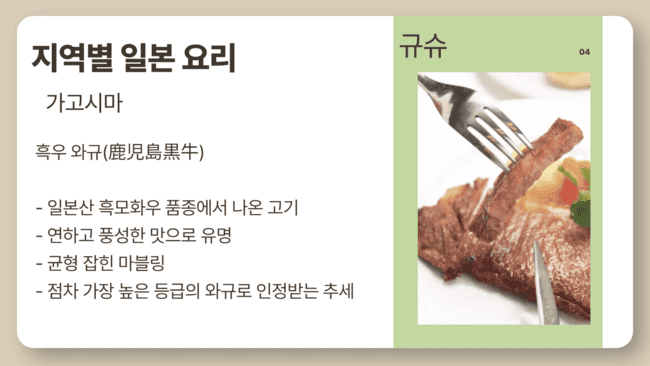 지역별 일본 요리
가고시마
흑우 와규(鹿児島黒牛)
- 일본산 흑모화우 품종에서 나온 고기
- 연하고 풍성한 맛으로 유명
- 균형 잡힌 마블링
- 점차 가장 높은 등급의 와규로 인정받는 추세
규슈
04